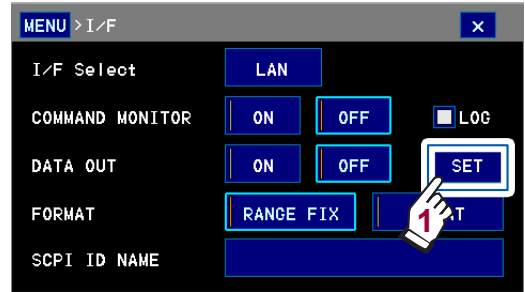 MENU > I/F ×
I/F Select LAN
COMMAND MONITOR ON OFF LOG
DATA OUT ON OFF SET
FORMAT RANGE FIX
1
SCPI ID NAME